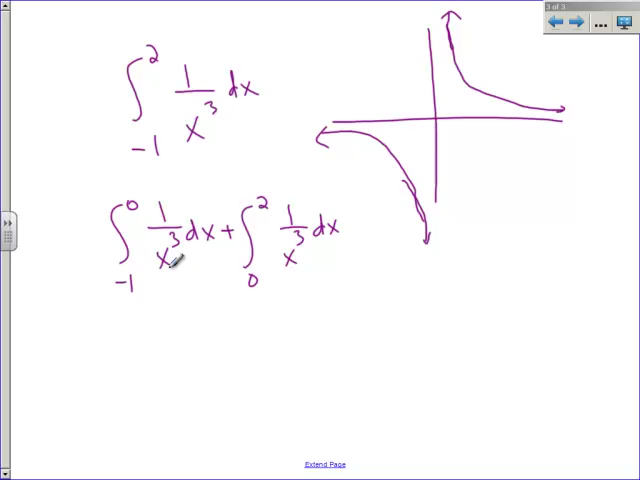 3 of 3
∫_{-1}^{2} 1/x^3 dx
∫_{-1}^{0} 1/x^3 dx + ∫_{0}^{2} 1/x^3 dx
Extend Page